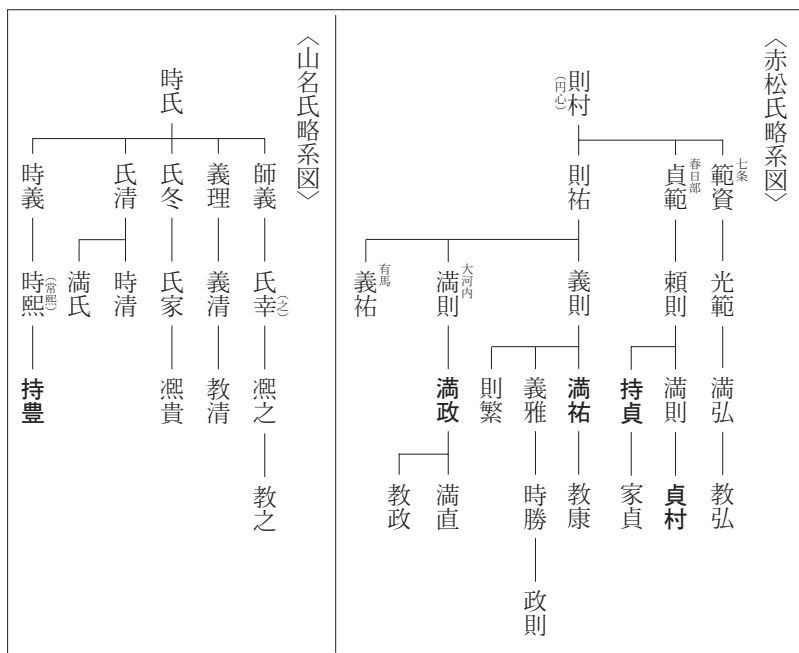 〈赤松氏略系図〉
七条
範資
光範
満弘
教弘
春日部
貞範
頼則
満則
貞村
持貞
家貞
則村
(円心)
則祐
義則
満祐
教康
義雅
時勝
政則
則繁
大河内
満則
満政
満直
教政
有馬
義祐
〈山名氏略系図〉
時氏
師義
氏幸
(之)
凞之
教之
義理
義清
教清
氏冬
氏家
凞貴
氏清
時清
満氏
時義
時熙
(常熙)
持豊